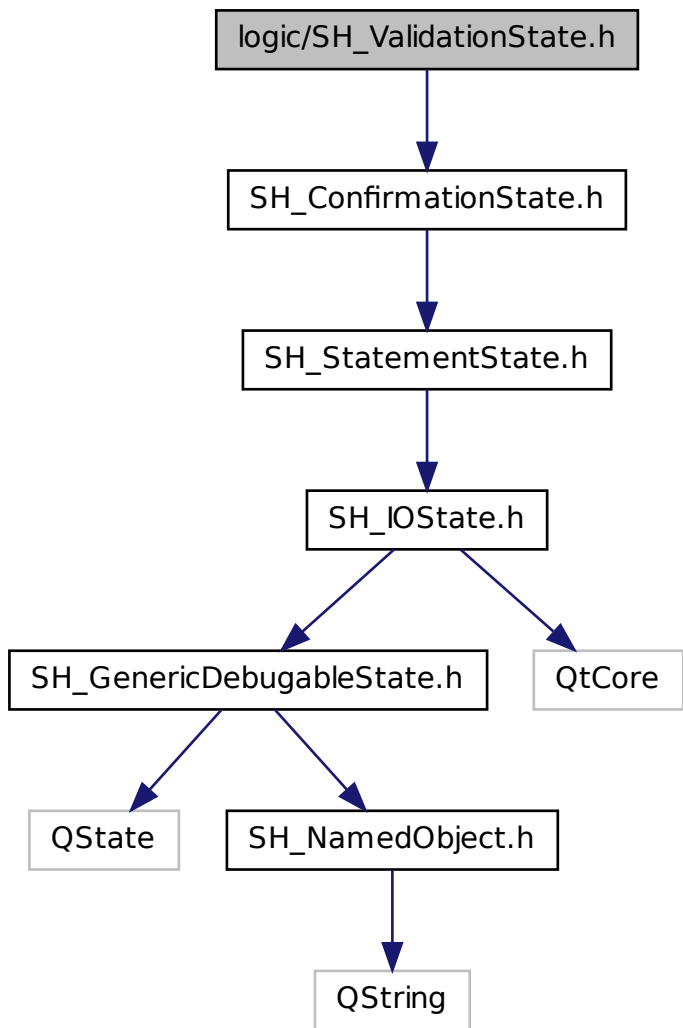 logic/SH_ValidationState.h
SH_ConfirmationState.h
SH_StatementState.h
SH_IOState.h
SH_GenericDebugableState.h
QtCore
QState
SH_NamedObject.h
QString